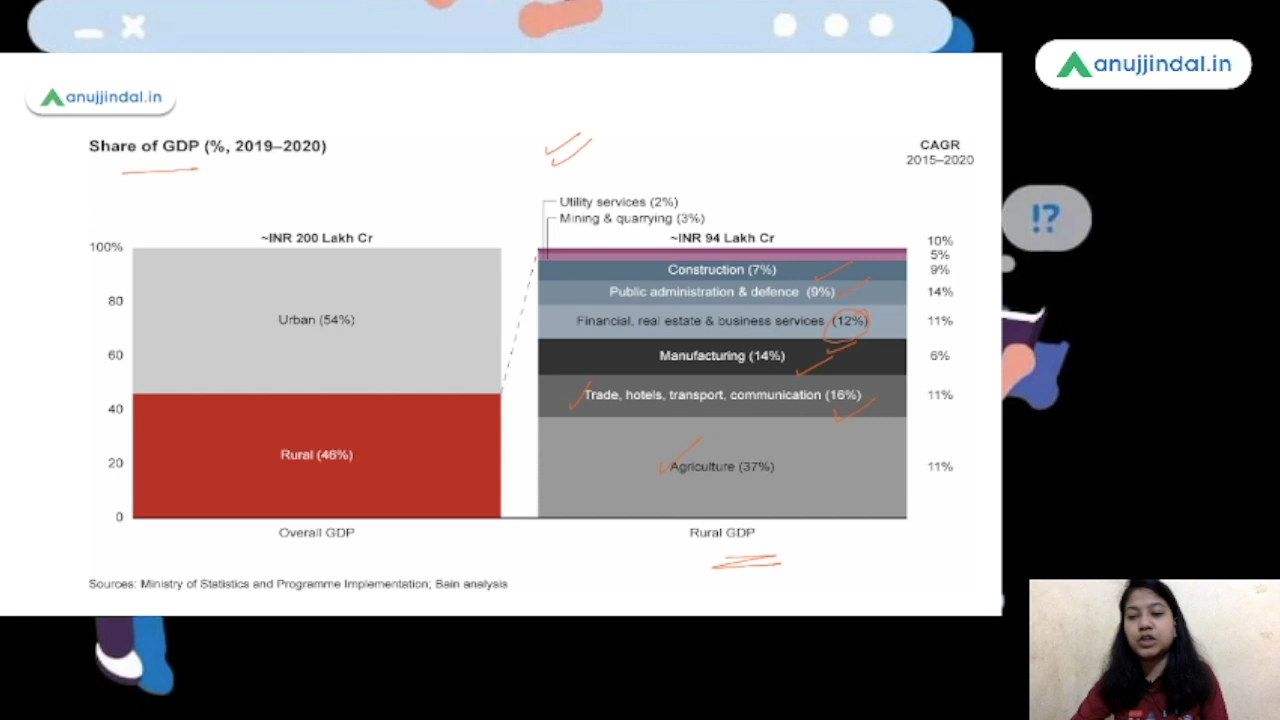 anujjindal.in
anujjindal.in
Share of GDP (%, 2019–2020)
CAGR
2015–2020
Utility services (2%)
Mining & quarrying (3%)
~INR 200 Lakh Cr
~INR 94 Lakh Cr
100%
10%
5%
Construction (7%)
9%
Public administration & defence (9%)
14%
80
Urban (54%)
Financial, real estate & business services (12%)
11%
60
Manufacturing (14%)
6%
Trade, hotels, transport, communication (16%)
11%
40
Rural (46%)
20
Agriculture (37%)
11%
0
Overall GDP
Rural GDP
Sources: Ministry of Statistics and Programme Implementation; Bain analysis
!?